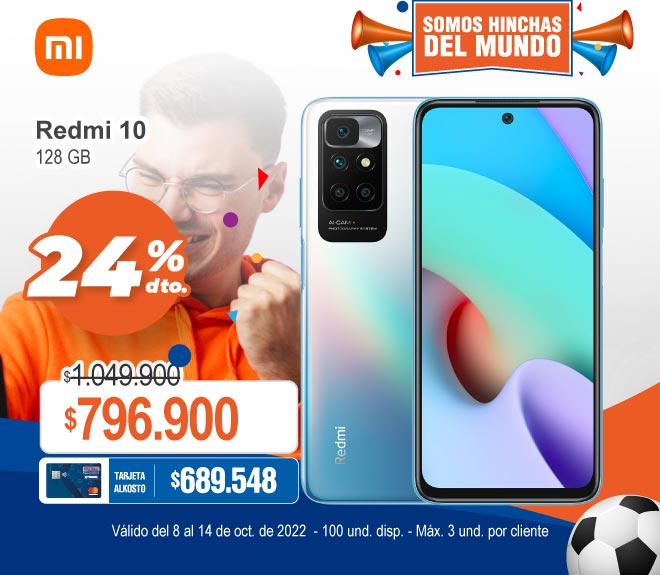 SOMOS HINCHAS
DEL MUNDO
mi
Redmi 10
128 GB
AI CAM
PHOTOGRAPHY SYSTEM
24%
dto.
$1.049.900
$796.900
Redmi
TARJETA
ALKOSTO
$689.548
Válido del 8 al 14 de oct. de 2022 - 100 und. disp. - Máx. 3 und. por cliente